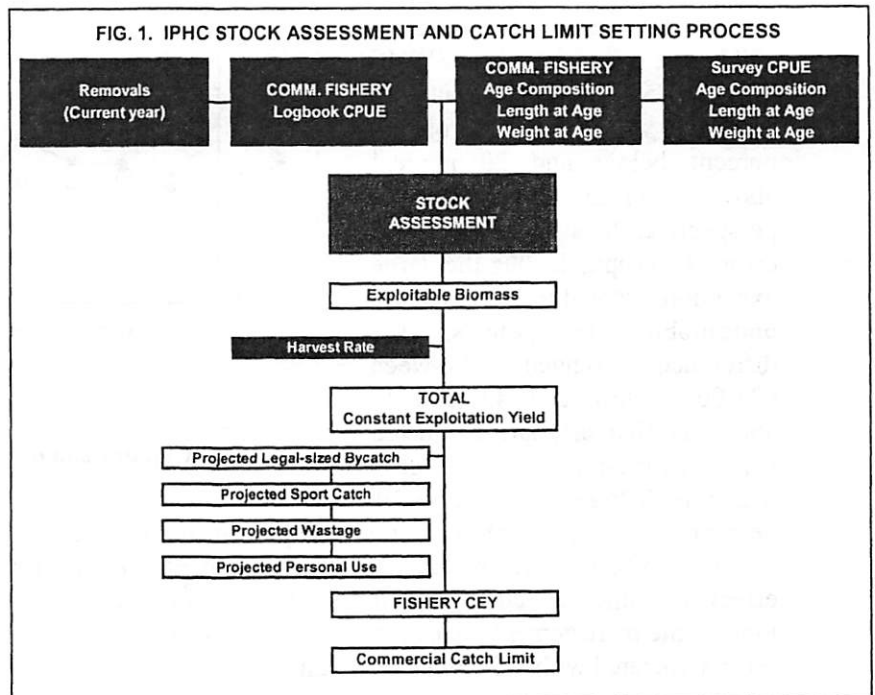 FIG. 1. IPHC STOCK ASSESSMENT AND CATCH LIMIT SETTING PROCESS
Removals
(Current year)
COMM. FISHERY
Logbook CPUE
COMM. FISHERY
Age Composition
Length at Age
Weight at Age
Survey CPUE
Age Composition
Length at Age
Weight at Age
STOCK
ASSESSMENT
Exploitable Biomass
Harvest Rate
TOTAL
Constant Exploitation Yield
Projected Legal-sized Bycatch
Projected Sport Catch
Projected Wastage
Projected Personal Use
FISHERY CEY
Commercial Catch Limit